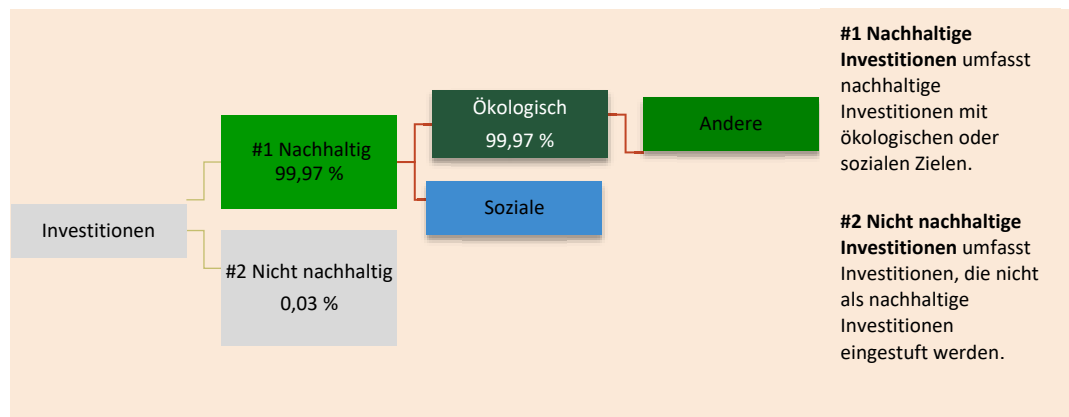 Investitionen
#1 Nachhaltig
99,97 %
#2 Nicht nachhaltig
0,03 %
Ökologisch
99,97 %
Soziale
Andere
#1 Nachhaltige
Investitionen umfasst
nachhaltige
Investitionen mit
ökologischen oder
sozialen Zielen.
#2 Nicht nachhaltige
Investitionen umfasst
Investitionen, die nicht
als nachhaltige
Investitionen
eingestuft werden.